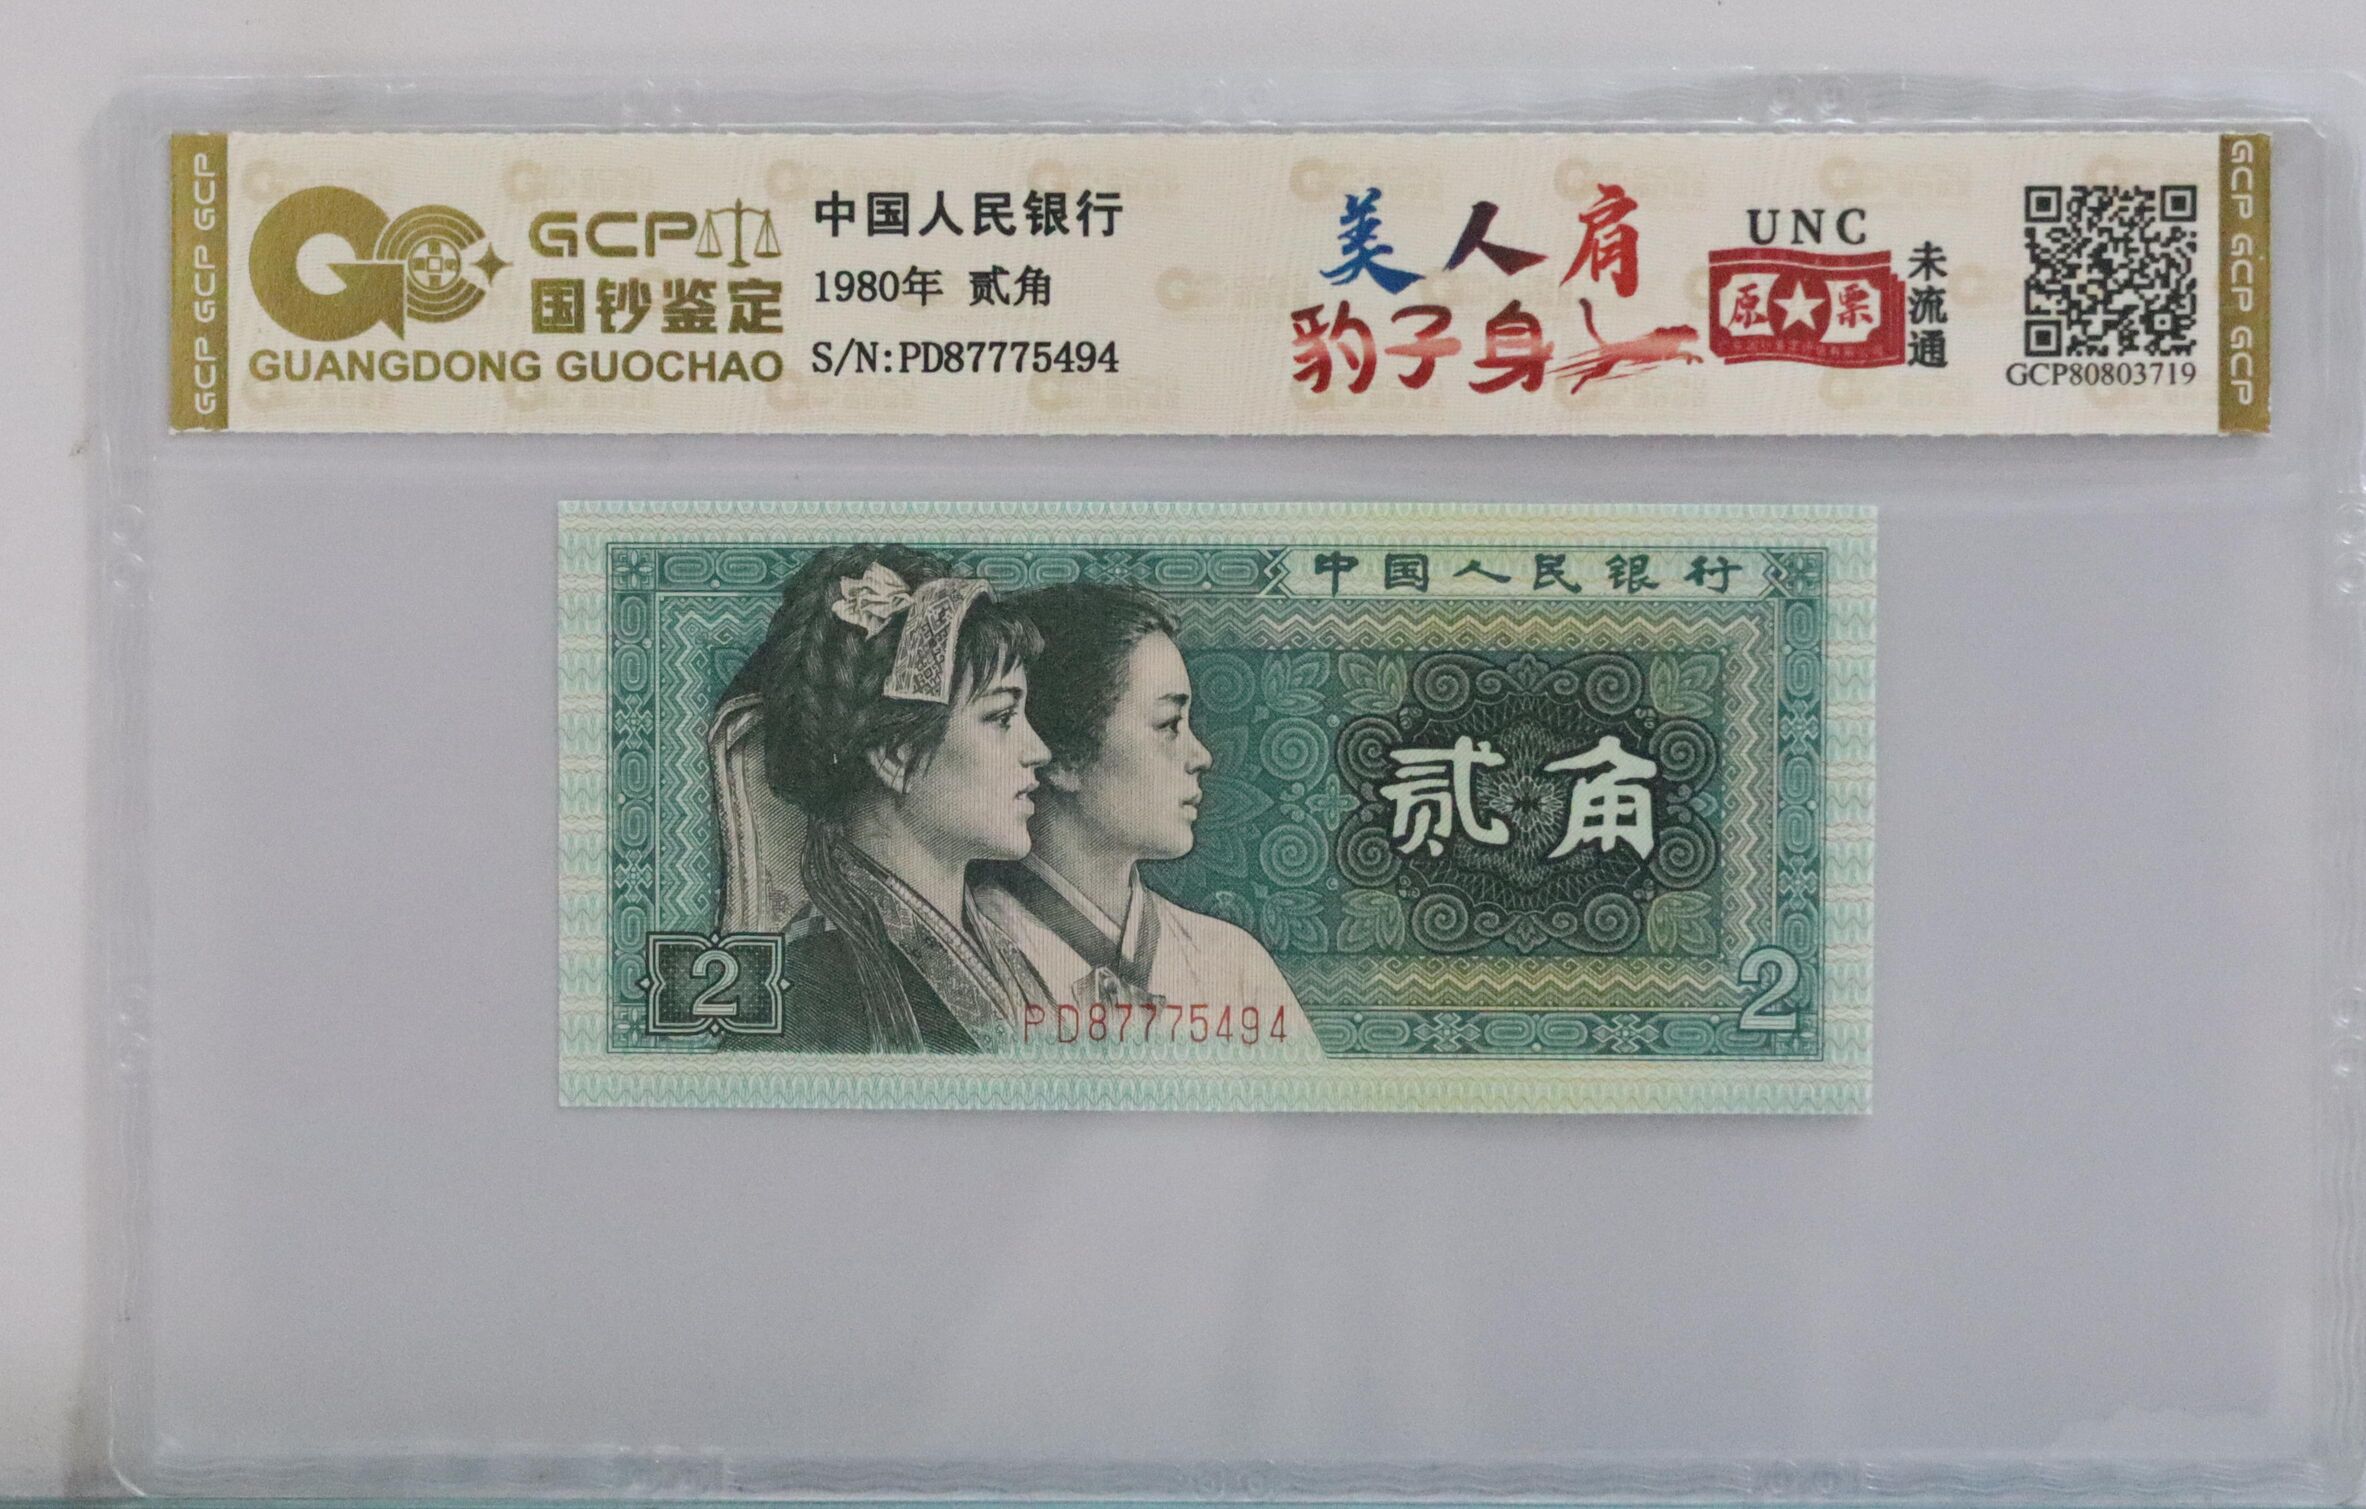 GCP GCP GCP
GCP
国钞鉴定
GUANGDONG GUOCHAO
中国人民银行
1980年 贰角
S/N:PD87775494
美人肩
豹子身
UNC
原票
未流通
GCP80803719
GCP GCP GCP
中国人民银行
贰角
2
PD87775494
2